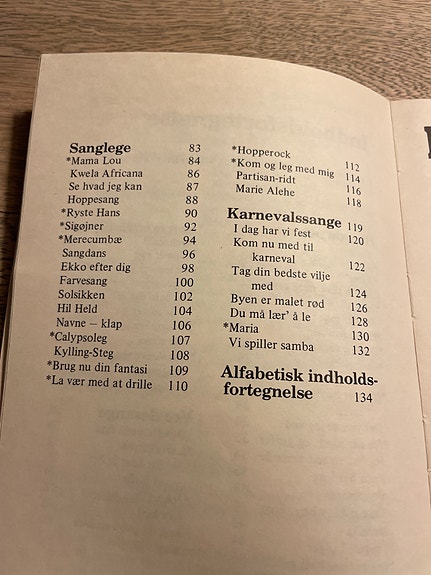 Sanglege 83
*Mama Lou 84
Kwela Africana 86
Se hvad jeg kan 87
Hoppesang 88
*Ryste Hans 90
*Sigøjner 92
*Merecumbæ 94
Sangdans 96
Ekko efter dig 98
Farvesang 100
Solsikken 102
Hil Held 104
Navne – klap 106
*Calypsoleg 107
Kylling-Steg 108
*Brug nu din fantasi 109
*La vær med at drille 110
*Hopperock 112
*Kom og leg med mig 114
Partisan-ridt 116
Marie Alehe 118
Karnevalssange 119
I dag har vi fest 120
Kom nu med til
karneval 122
Tag din bedste vilje
med 124
Byen er malet rød 126
Du må lær' å le 128
*Maria 130
Vi spiller samba 132
Alfabetisk indholds-
fortegnelse 134